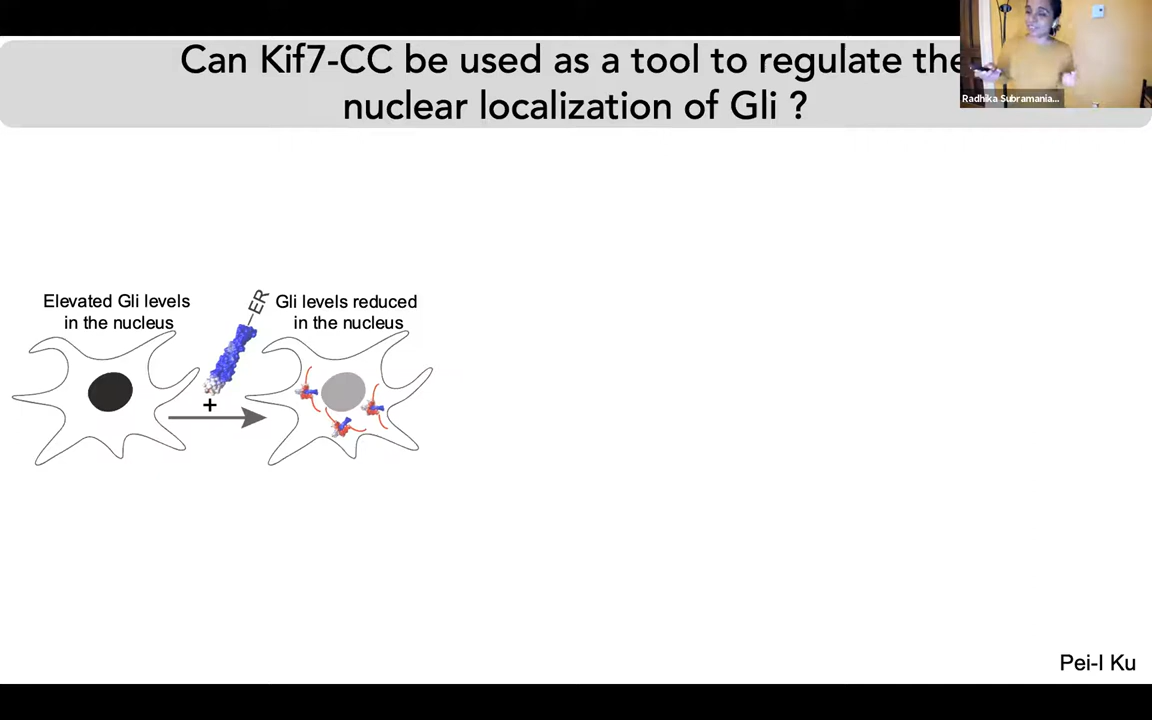 Can Kif7-CC be used as a tool to regulate the
nuclear localization of Gli ?
Radhika Subramania...
Elevated Gli levels
in the nucleus
ER
Gli levels reduced
in the nucleus
+
Pei-I Ku